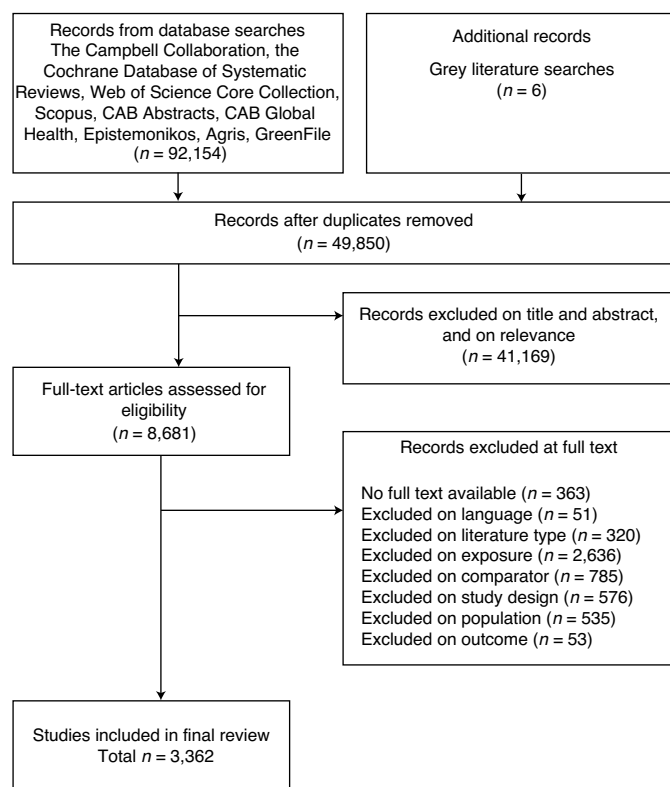 Records from database searches
The Campbell Collaboration, the
Cochrane Database of Systematic
Reviews, Web of Science Core Collection,
Scopus, CAB Abstracts, CAB Global
Health, Epistemonikos, Agris, GreenFile
(n = 92,154)
Additional records
Grey literature searches
(n = 6)
Records after duplicates removed
(n = 49,850)
Records excluded on title and abstract,
and on relevance
(n = 41,169)
Full-text articles assessed for
eligibility
(n = 8,681)
Records excluded at full text
No full text available (n = 363)
Excluded on language (n = 51)
Excluded on literature type (n = 320)
Excluded on exposure (n = 2,636)
Excluded on comparator (n = 785)
Excluded on study design (n = 576)
Excluded on population (n = 535)
Excluded on outcome (n = 53)
Studies included in final review
Total n = 3,362